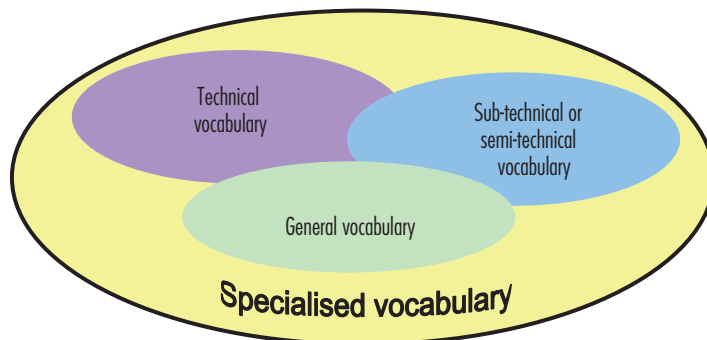 Technical
vocabulary
Sub-technical or
semi-technical
vocabulary
General vocabulary
Specialised vocabulary